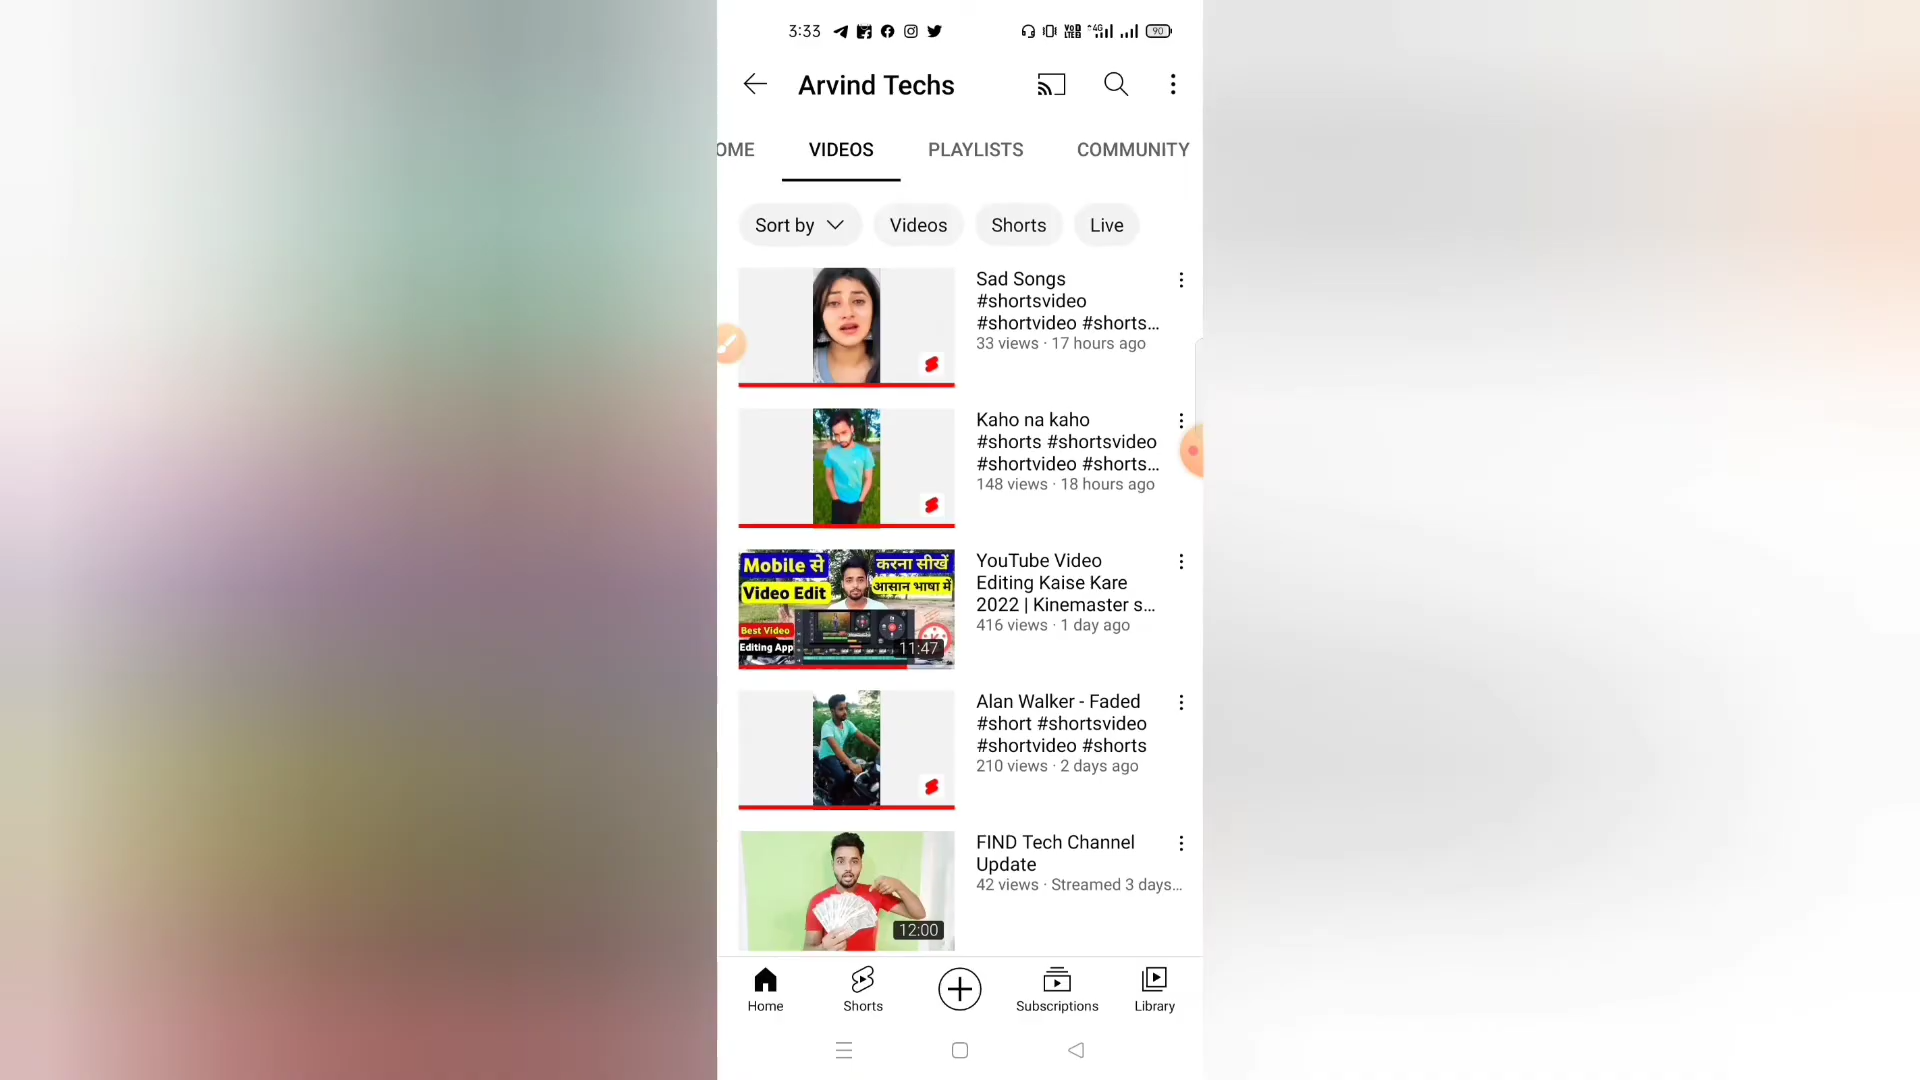 3:33
VoD
LTE
4G
90
Arvind Techs
OME
VIDEOS
PLAYLISTS
COMMUNITY
Sort by
Videos
Shorts
Live
Sad Songs
#shortsvideo
#shortvideo #shorts...
33 views · 17 hours ago
Kaho na kaho
#shorts #shortsvideo
#shortvideo #shorts...
148 views · 18 hours ago
Mobile से
Video Edit
करना सीखें
आसान भाषा में
Best Video
Editing App
11:47
YouTube Video
Editing Kaise Kare
2022 | Kinemaster s...
416 views · 1 day ago
Alan Walker - Faded
#short #shortsvideo
#shortvideo #shorts
210 views · 2 days ago
12:00
FIND Tech Channel
Update
42 views · Streamed 3 days...
Home
Shorts
Subscriptions
Library